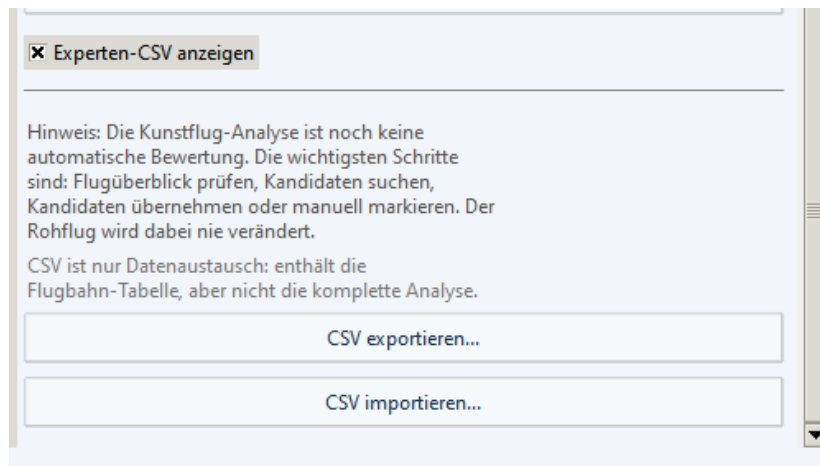 Experten-CSV anzeigen
Hinweis: Die Kunstflug-Analyse ist noch keine
automatische Bewertung. Die wichtigsten Schritte
sind: Flugüberblick prüfen, Kandidaten suchen,
Kandidaten übernehmen oder manuell markieren. Der
Rohflug wird dabei nie verändert.
CSV ist nur Datenaustausch: enthält die
Flugbahn-Tabelle, aber nicht die komplette Analyse.
CSV exportieren...
CSV importieren...